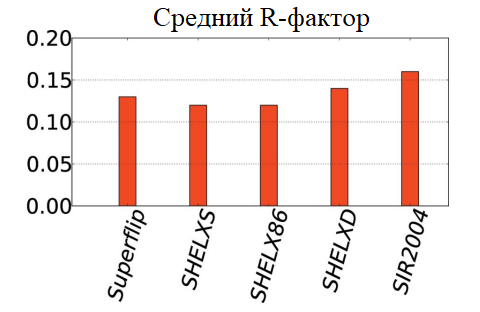 Средний R-фактор
0.20
0.15
0.10
0.05
0.00
Superflip
SHELXS
SHELX86
SHELXD
SIR2004